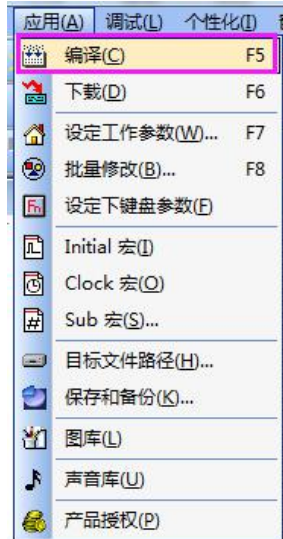 应用(A) 调试(L) 个性化(I)
编译(C) F5
下载(D) F6
设定工作参数(W)... F7
批量修改(B)... F8
设定下键盘参数(F)
Initial 宏(I)
Clock 宏(O)
Sub 宏(S)...
目标文件路径(H)...
保存和备份(K)...
图库(L)
声音库(U)
产品授权(P)